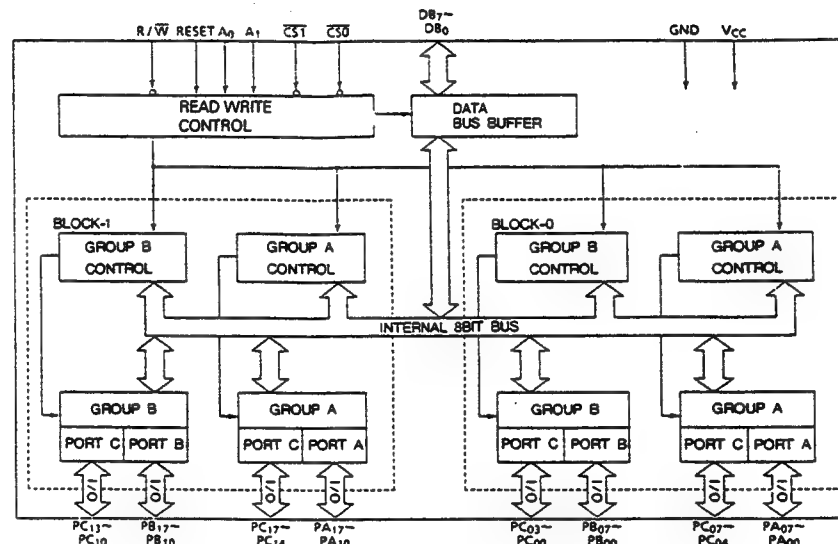 R/W̅ RESET A₀ A₁ C̅S̅1̅ C̅S̅0̅ DB₇~ GND VCC
DB₀
READ WRITE
CONTROL
DATA
BUS BUFFER
BLOCK-1
GROUP B
CONTROL
GROUP A
CONTROL
BLOCK-0
GROUP B
CONTROL
GROUP A
CONTROL
INTERNAL 8BIT BUS
GROUP B
PORT C PORT B
GROUP A
PORT C PORT A
GROUP B
PORT C PORT B
GROUP A
PORT C PORT A
I/O I/O I/O I/O I/O I/O I/O I/O
PC₁₃~ PB₁₇~ PC₁₇~ PA₁₇~ PC₀₃~ PB₀₇~ PC₀₇~ PA₀₇~
PC₁₀ PB₁₀ PC₁₄ PA₁₀ PC₀₀ PB₀₀ PC₀₄ PA₀₀